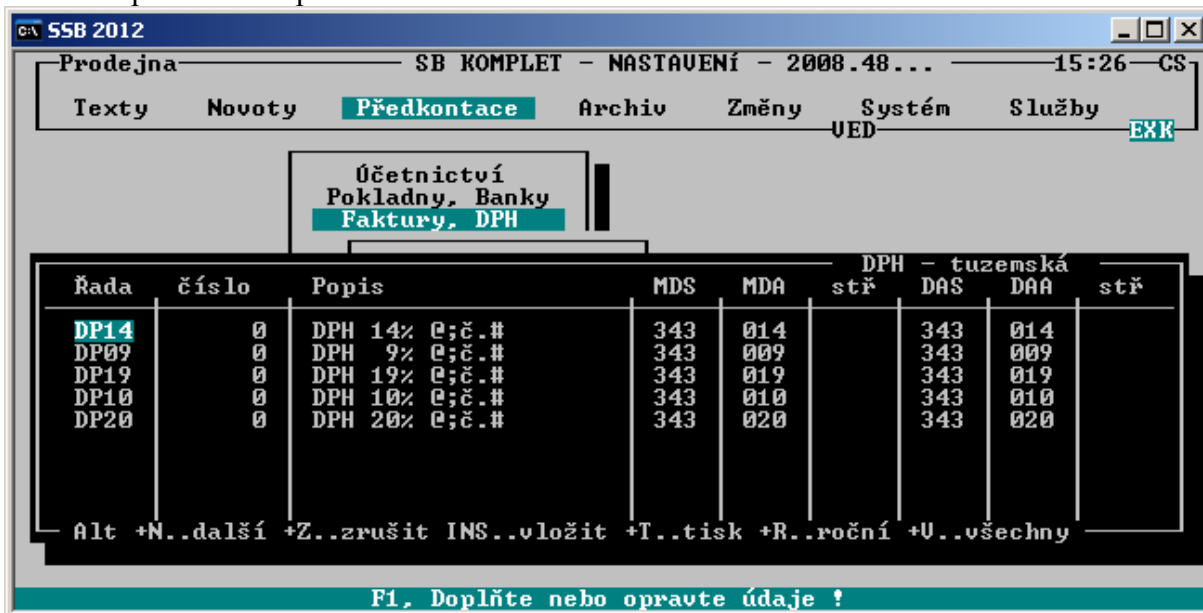 SSB 2012
Prodejna SB KOMPLET - NASTAVENÍ - 2008.48... 15:26 CS
Texty Novoty Předkontace Archiv Změny Systém Služby
VED EXK
Účetnictví
Pokladny, Banky
Faktury, DPH
DPH - tuzemská
Řada číslo Popis MDS MDA stř DAS DAA stř
DP14 0 DPH 14% @;č.# 343 014 343 014
DP09 0 DPH 9% @;č.# 343 009 343 009
DP19 0 DPH 19% @;č.# 343 019 343 019
DP10 0 DPH 10% @;č.# 343 010 343 010
DP20 0 DPH 20% @;č.# 343 020 343 020
Alt +N..další +Z..zrušit INS..vložit +T..tisk +R..roční +V..všechny
F1, Doplňte nebo opravte údaje !